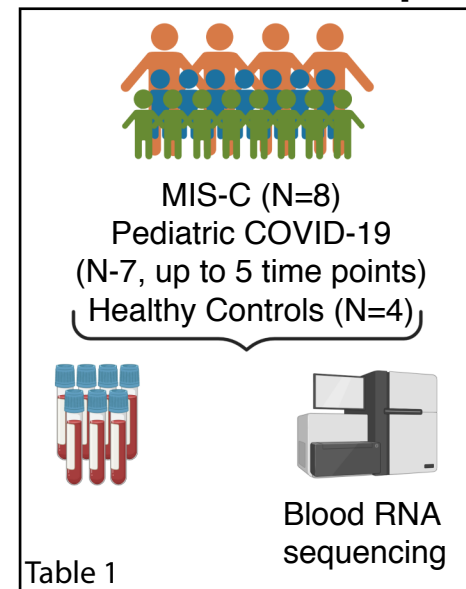 MIS-C (N=8)
Pediatric COVID-19
(N-7, up to 5 time points)
Healthy Controls (N=4)
Blood RNA
sequencing
Table 1